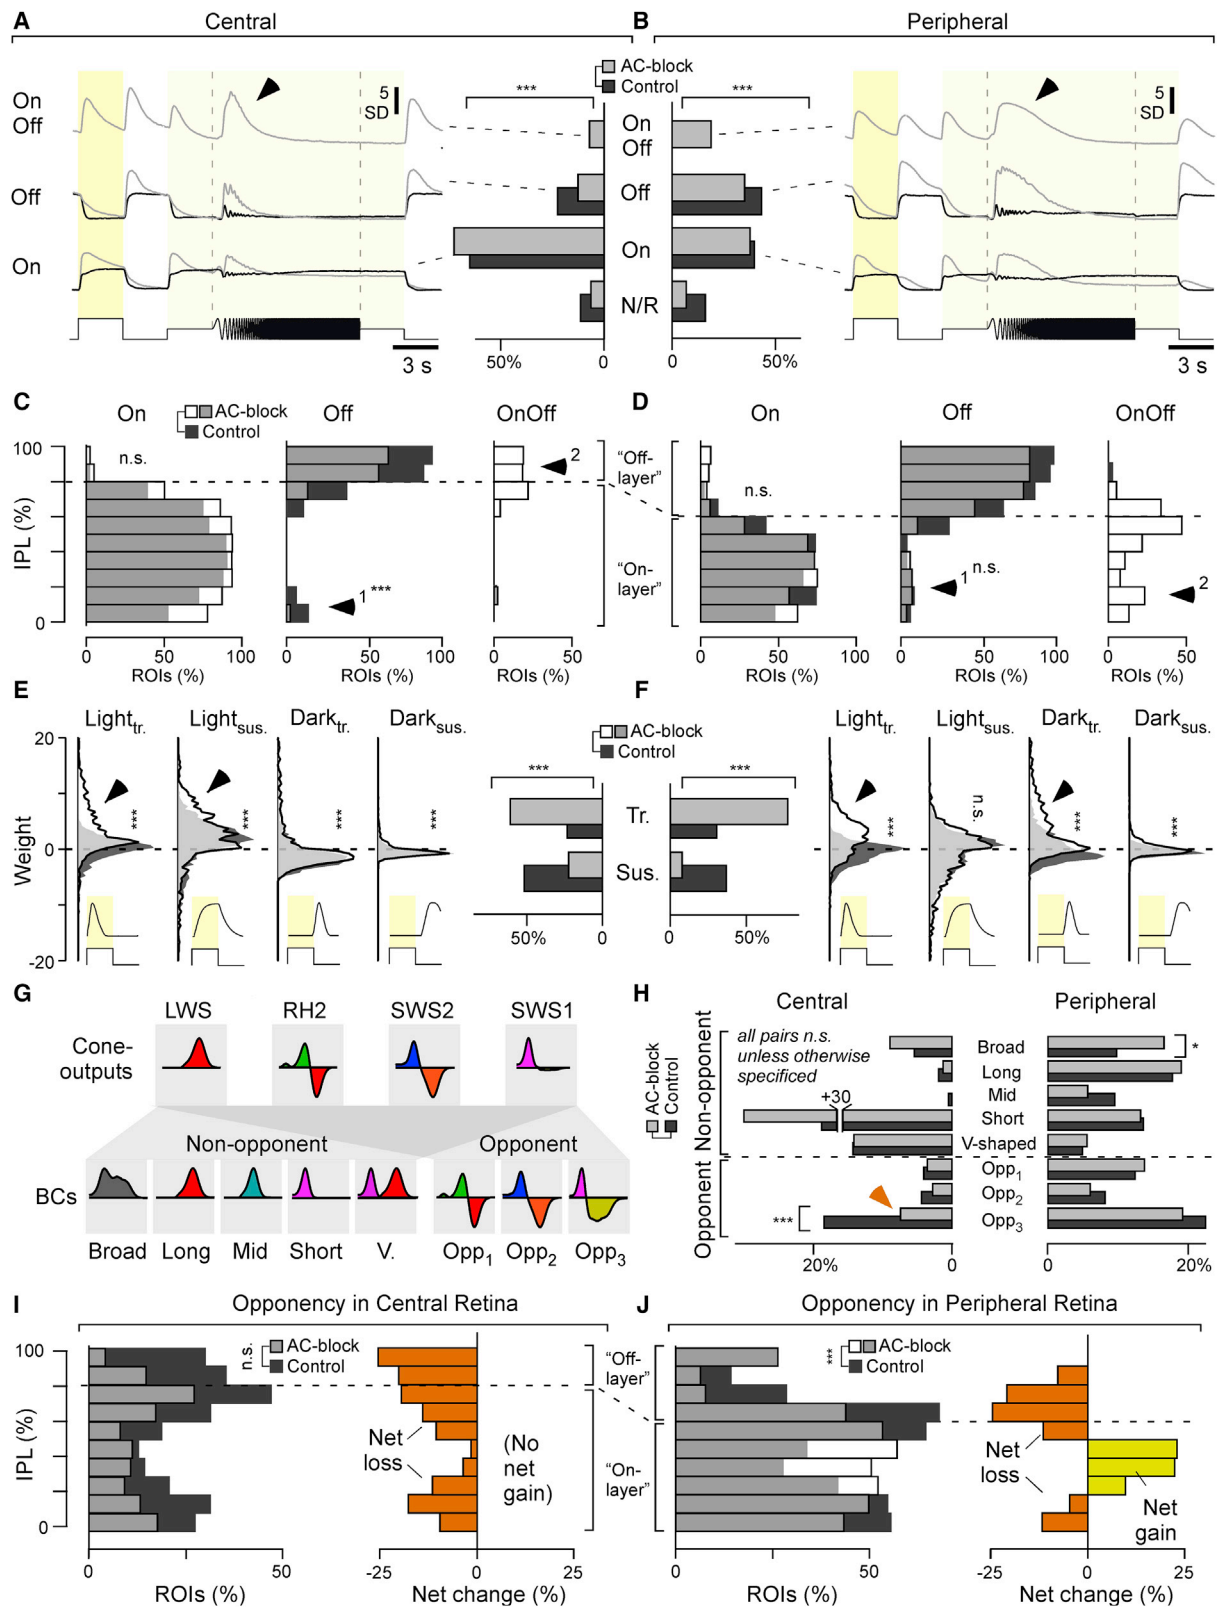 A Central B Peripheral
AC-block
Control
On
Off
5
SD
***
***
On
Off
5
SD
Off
Off
On
On
N/R
3 s
50%
0
0
50%
3 s
C On Off OnOff
AC-block
Control
D On Off OnOff
100
n.s.
2
"Off-
layer"
n.s.
IPL (%)
"On-
layer"
1 ***
1 n.s.
2
0
0 50 100
ROIs (%)
0 50 100
ROIs (%)
0 50
ROIs (%)
0 50 100
ROIs (%)
0 50 100
ROIs (%)
0 50
ROIs (%)
E F
Light tr. Light sus. Dark tr. Dark sus.
AC-block
Control
Light tr. Light sus. Dark tr. Dark sus.
20
10
0
-20
Weight
*** *** *** ***
*** ***
Tr.
Sus.
50% 0
0 50%
*** n.s. *** ***
G
LWS RH2 SWS2 SWS1
Cone-
outputs
Non-opponent Opponent
BCs
Broad Long Mid Short V. Opp1 Opp2 Opp3
H Central Peripheral
AC-block
Control
Non-opponent
Opponent
all pairs n.s.
unless otherwise
specificed
+30
Broad
Long
Mid
Short
V-shaped
Opp1
Opp2
Opp3
*
***
20% 0
0 20%
I Opponency in Central Retina
J Opponency in Peripheral Retina
100
n.s.
AC-block
Control
"Off-
layer"
***
AC-block
Control
IPL (%)
Net
loss
(No
net
gain)
"On-
layer"
Net
loss
Net
gain
0
0 50
ROIs (%)
-25 0 25
Net change (%)
0 50
ROIs (%)
-25 0 25
Net change (%)